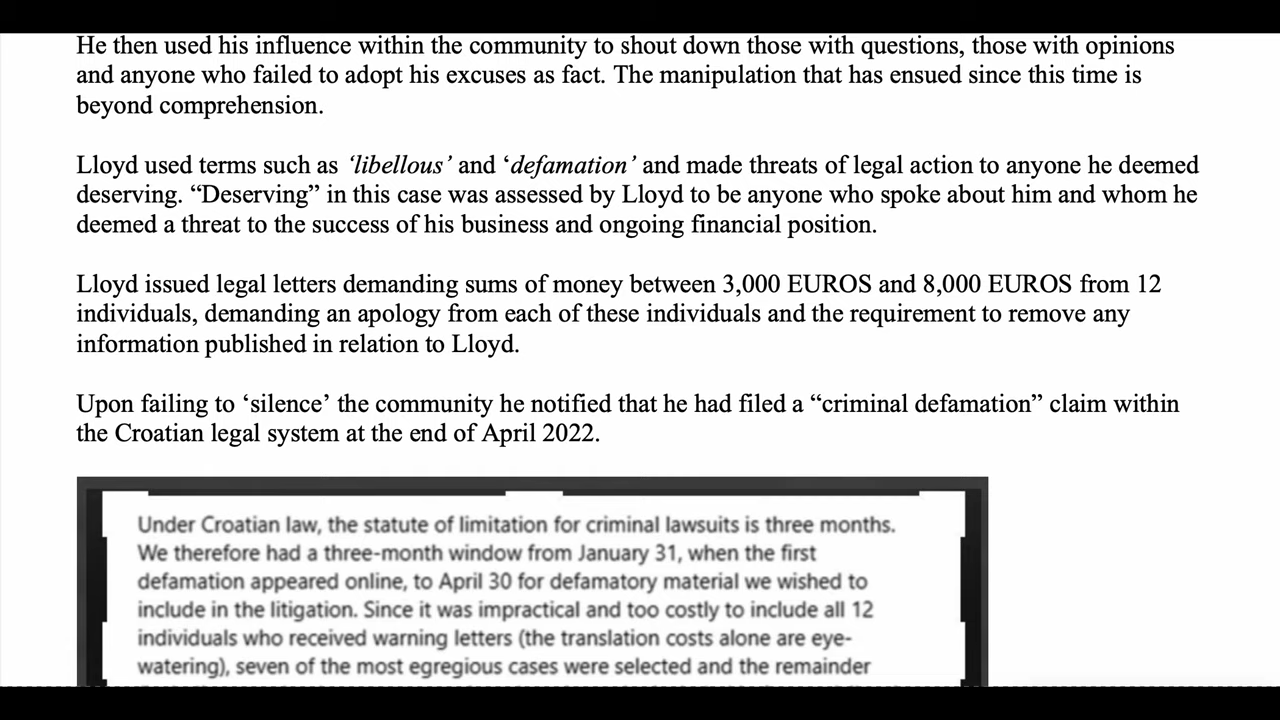 He then used his influence within the community to shout down those with questions, those with opinions
and anyone who failed to adopt his excuses as fact. The manipulation that has ensued since this time is
beyond comprehension.
Lloyd used terms such as ‘libellous’ and ‘defamation’ and made threats of legal action to anyone he deemed
deserving. “Deserving” in this case was assessed by Lloyd to be anyone who spoke about him and whom he
deemed a threat to the success of his business and ongoing financial position.
Lloyd issued legal letters demanding sums of money between 3,000 EUROS and 8,000 EUROS from 12
individuals, demanding an apology from each of these individuals and the requirement to remove any
information published in relation to Lloyd.
Upon failing to ‘silence’ the community he notified that he had filed a “criminal defamation” claim within
the Croatian legal system at the end of April 2022.
Under Croatian law, the statute of limitation for criminal lawsuits is three months.
We therefore had a three-month window from January 31, when the first
defamation appeared online, to April 30 for defamatory material we wished to
include in the litigation. Since it was impractical and too costly to include all 12
individuals who received warning letters (the translation costs alone are eye-
watering), seven of the most egregious cases were selected and the remainder